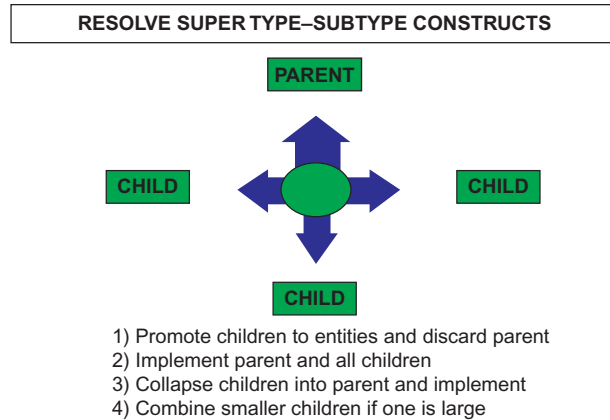 RESOLVE SUPER TYPE–SUBTYPE CONSTRUCTS
PARENT
CHILD
CHILD
CHILD
1) Promote children to entities and discard parent
2) Implement parent and all children
3) Collapse children into parent and implement
4) Combine smaller children if one is large